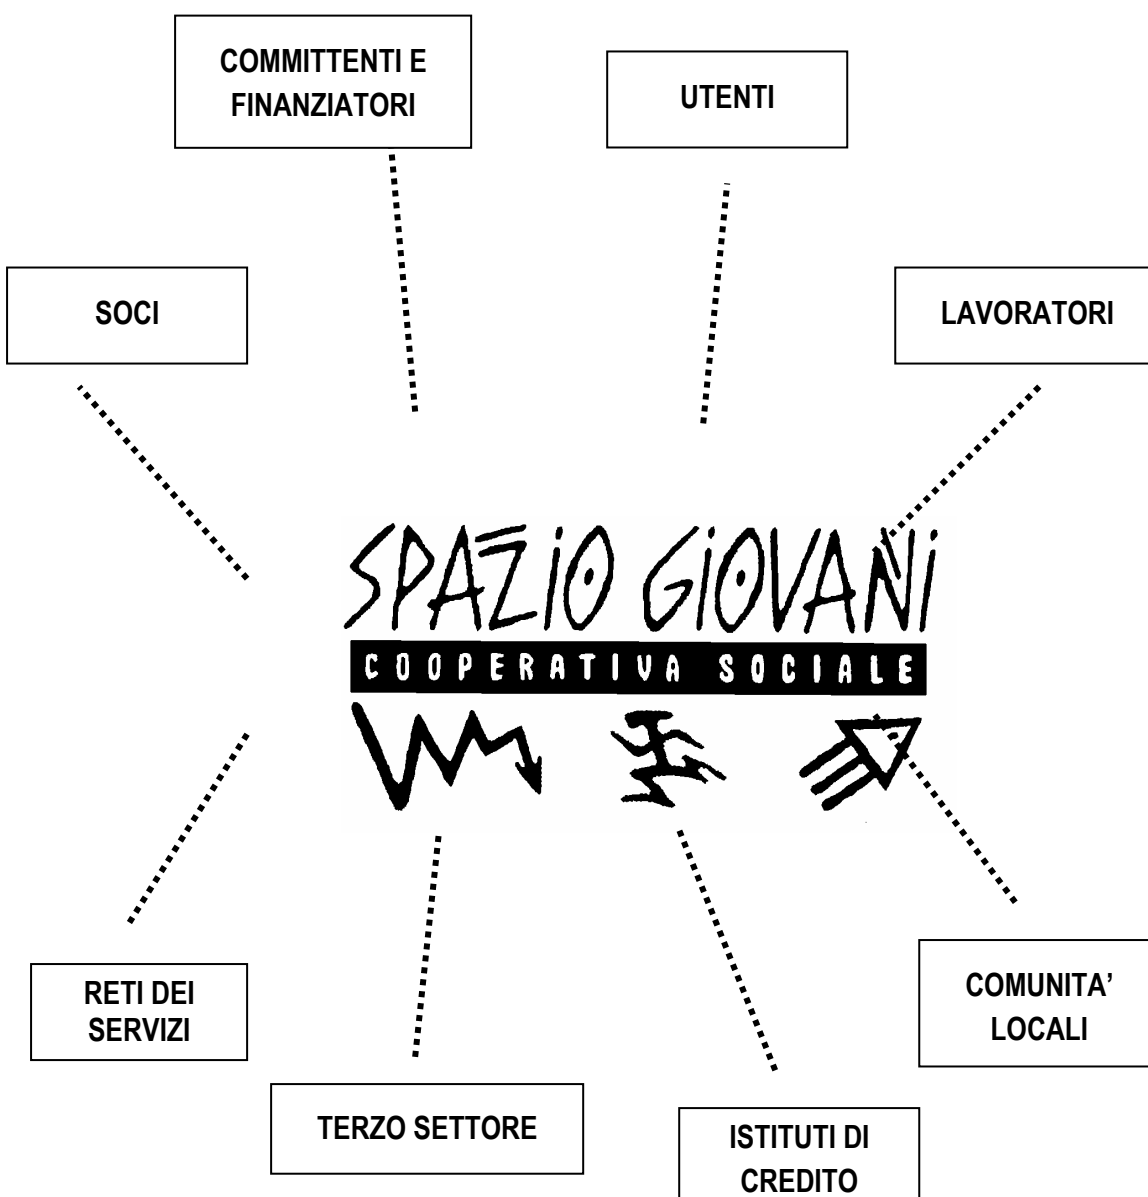 COMMITTENTI E
FINANZIATORI
UTENTI
SOCI
LAVORATORI
SPAZIO GIOVANI
COOPERATIVA SOCIALE
RETI DEI
SERVIZI
COMUNITA’
LOCALI
TERZO SETTORE
ISTITUTI DI
CREDITO